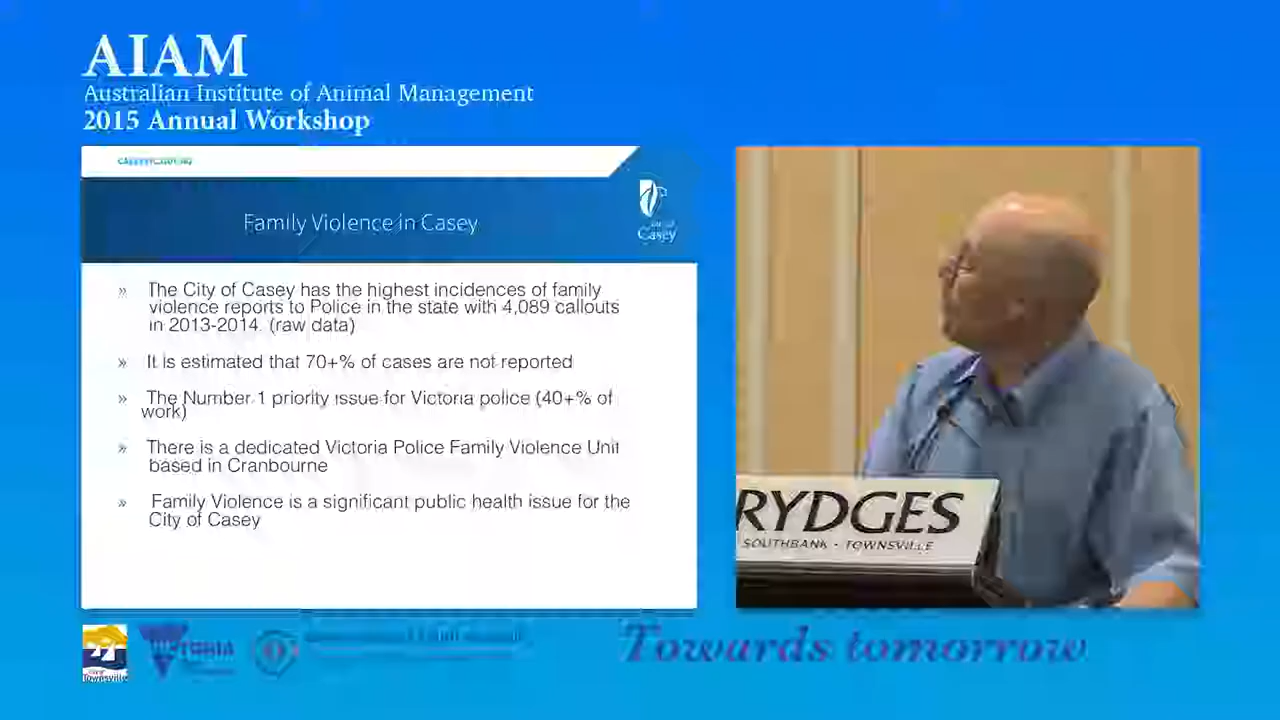 AIAM
Australian Institute of Animal Management
2015 Annual Workshop
Family Violence in Casey
Casey
» The City of Casey has the highest incidences of family
violence reports to Police in the state with 4,089 callouts
in 2013-2014. (raw data)
» It is estimated that 70+% of cases are not reported
» The Number 1 priority issue for Victoria police (40+% of
work)
» There is a dedicated Victoria Police Family Violence Unit
based in Cranbourne
» Family Violence is a significant public health issue for the
City of Casey
RYDGES
SOUTHBANK - TOWNSVILLE
Townsville
VICTORIA
Towards tomorrow